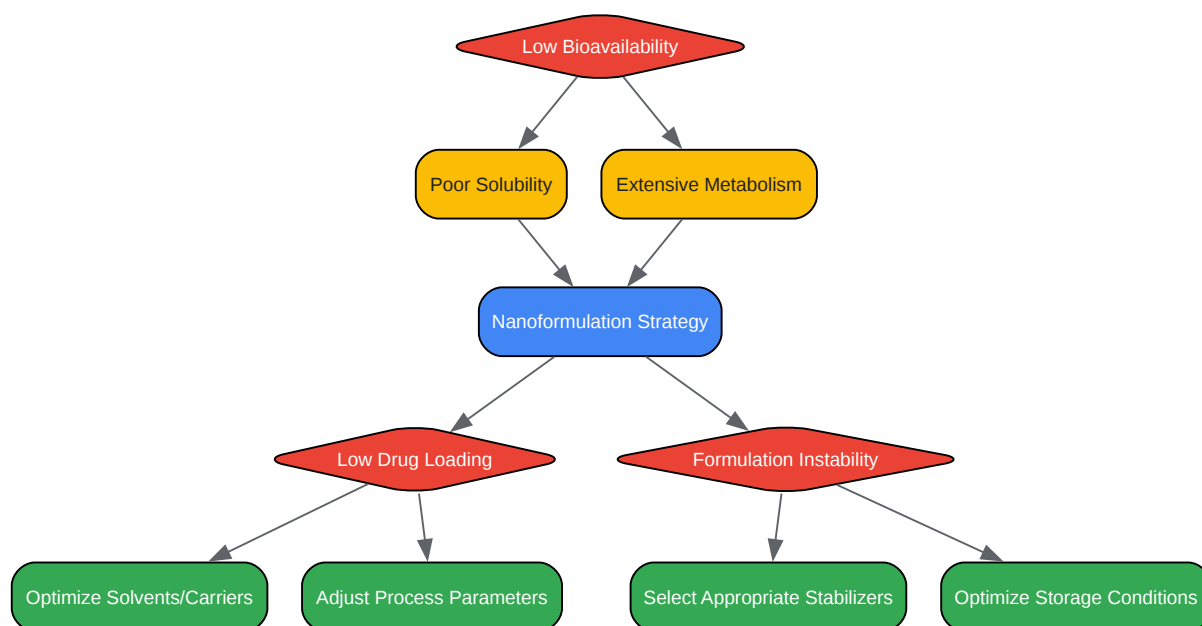 Low Bioavailability
Poor Solubility
Extensive Metabolism
Nanoformulation Strategy
Low Drug Loading
Formulation Instability
Optimize Solvents/Carriers
Adjust Process Parameters
Select Appropriate Stabilizers
Optimize Storage Conditions